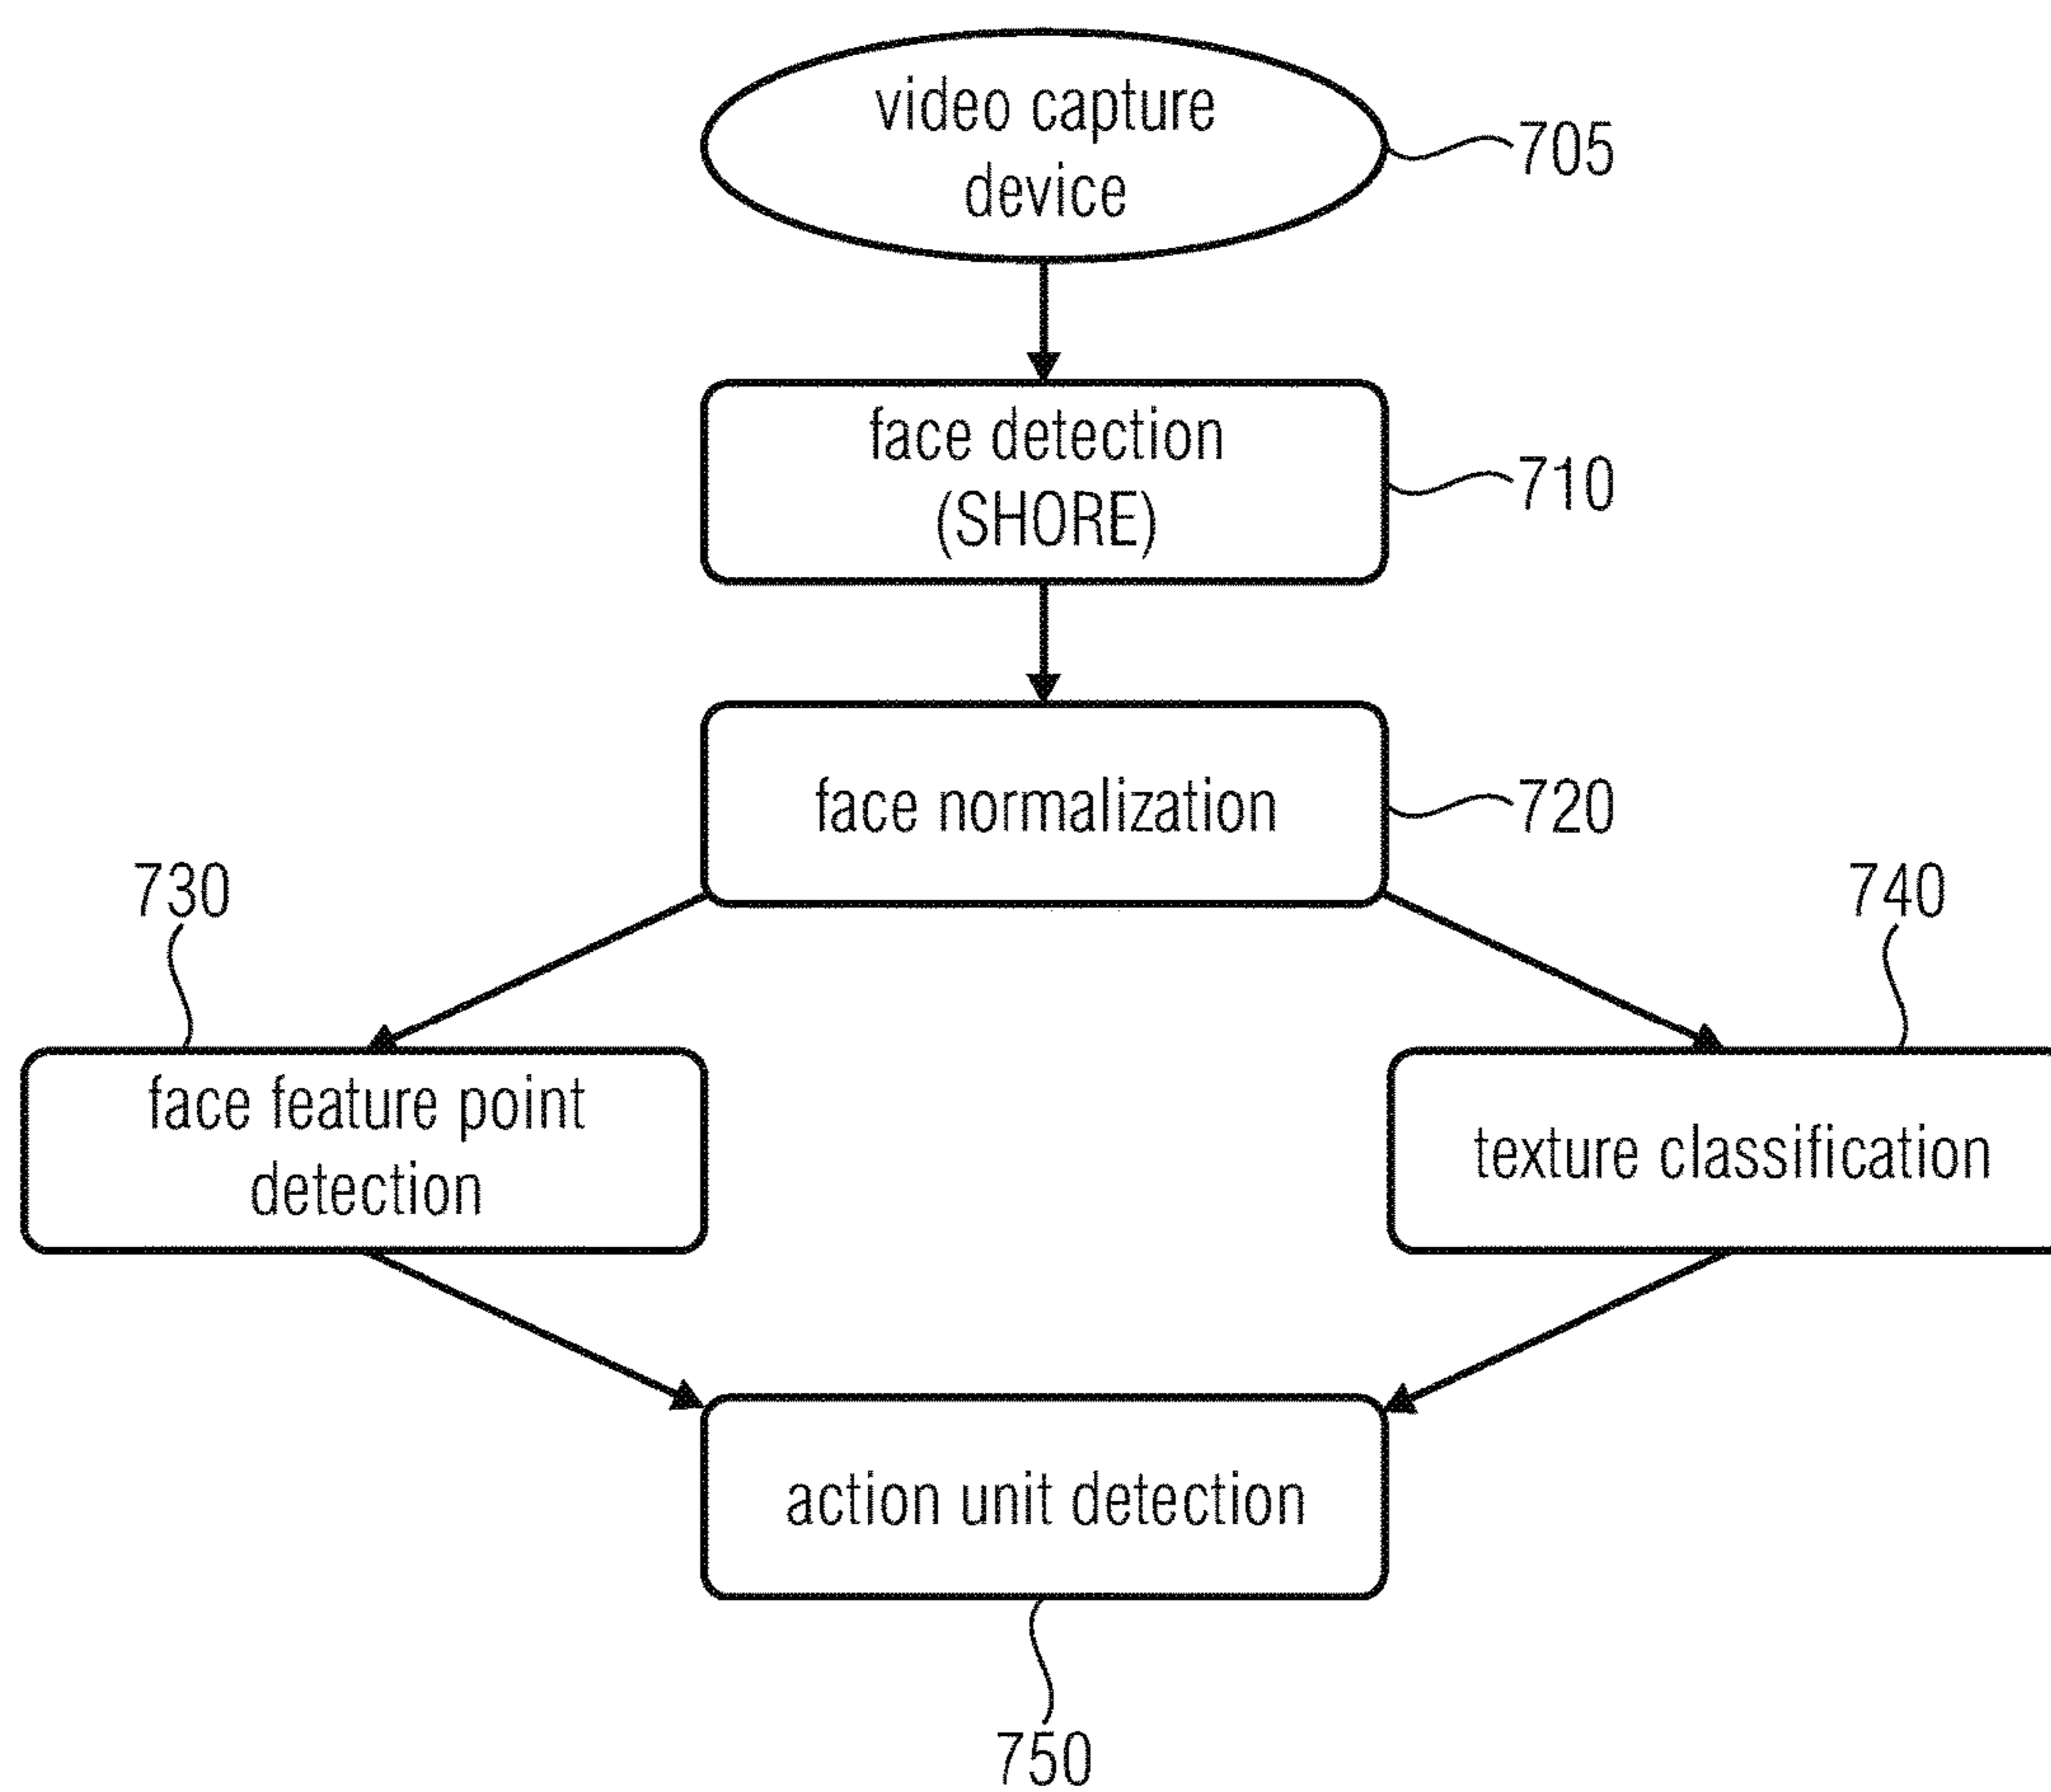 video capture
device
705
face detection
(SHORE)
710
face normalization
720
730
740
face feature point
detection
texture classification
action unit detection
750